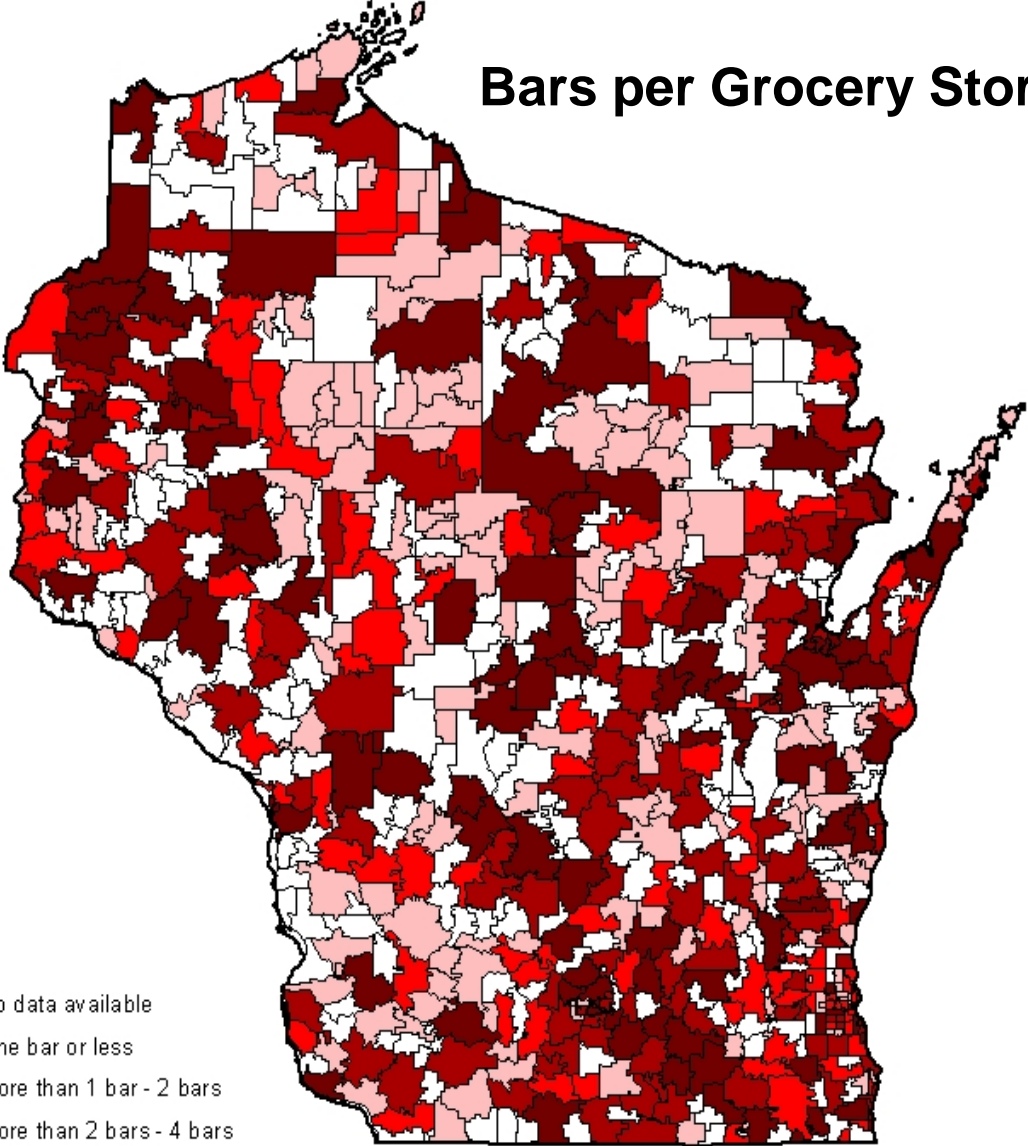 Bars per Grocery Stor
o data available
ne bar or less
ore than 1 bar - 2 bars
ore than 2 bars - 4 bars